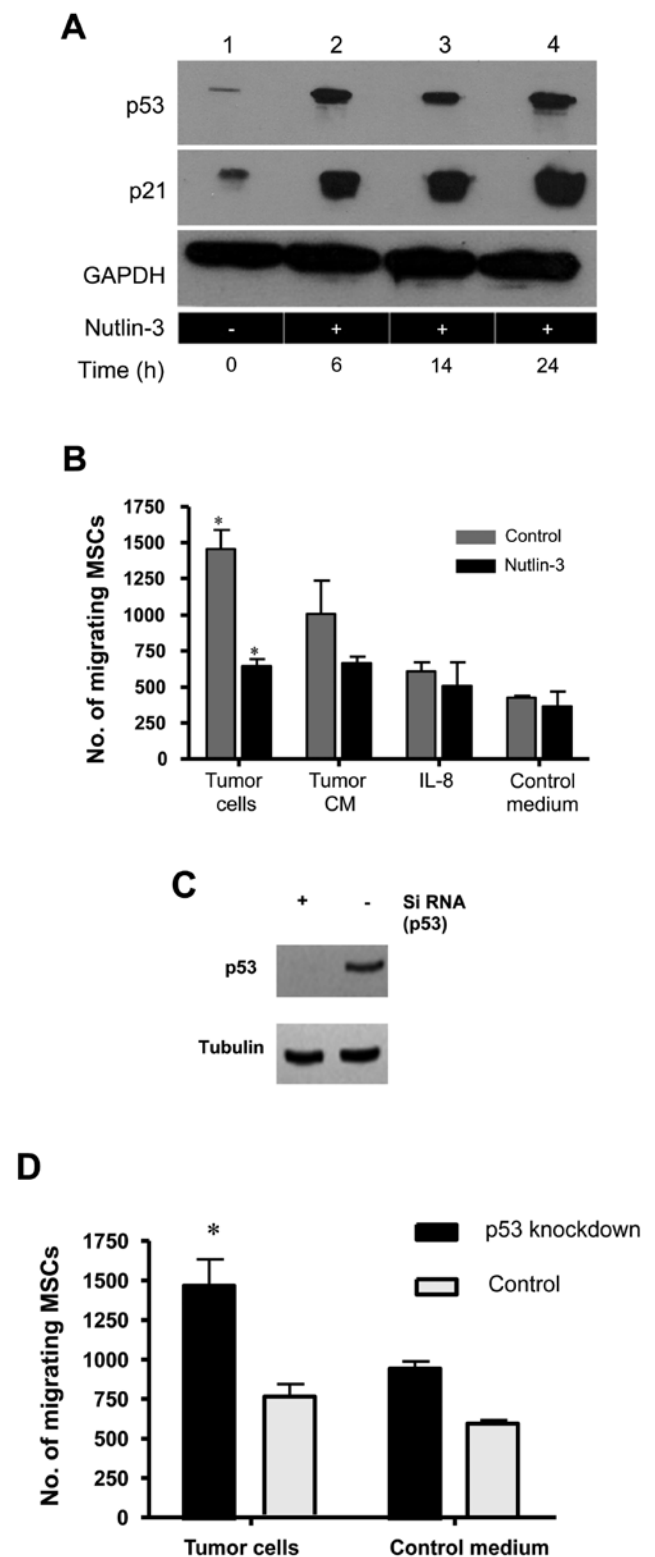 A
1 2 3 4
p53
p21
GAPDH
Nutlin-3 - + + +
Time (h) 0 6 14 24
B
No. of migrating MSCs
1750
1500
1250
1000
750
500
250
0
*
*
Control
Nutlin-3
Tumor cells
Tumor CM
IL-8
Control medium
C
+ - Si RNA
(p53)
p53
Tubulin
D
No. of migrating MSCs
1750
1500
1250
1000
750
500
250
0
*
p53 knockdown
Control
Tumor cells
Control medium